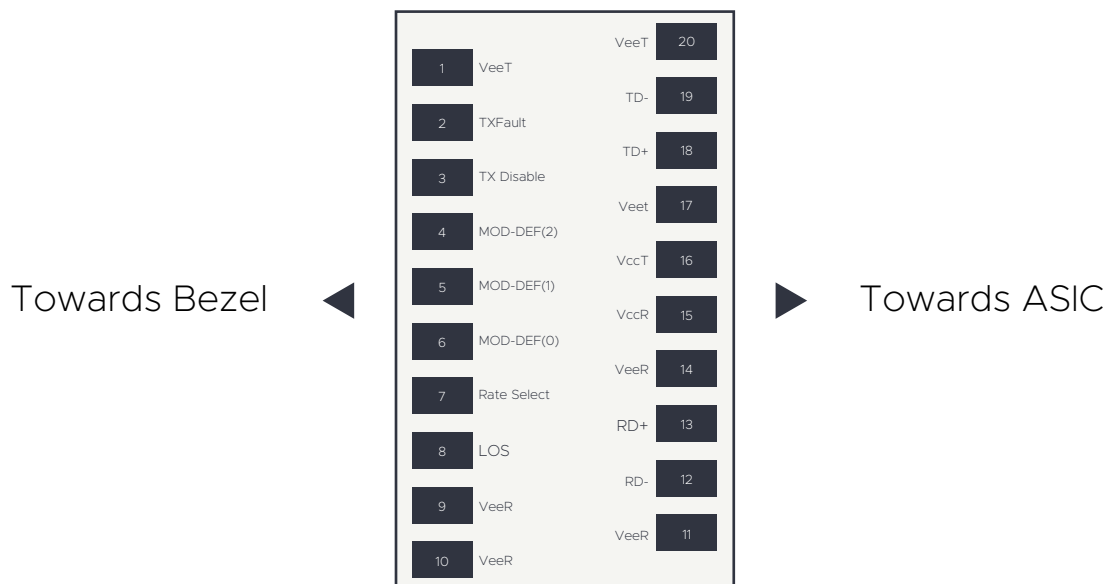 VeeT 20
1 VeeT
TD- 19
2 TXFault
TD+ 18
3 TX Disable
Veet 17
4 MOD-DEF(2)
VccT 16
5 MOD-DEF(1)
Towards Bezel
Towards ASIC
VccR 15
6 MOD-DEF(0)
VeeR 14
7 Rate Select
RD+ 13
8 LOS
RD- 12
9 VeeR
VeeR 11
10 VeeR